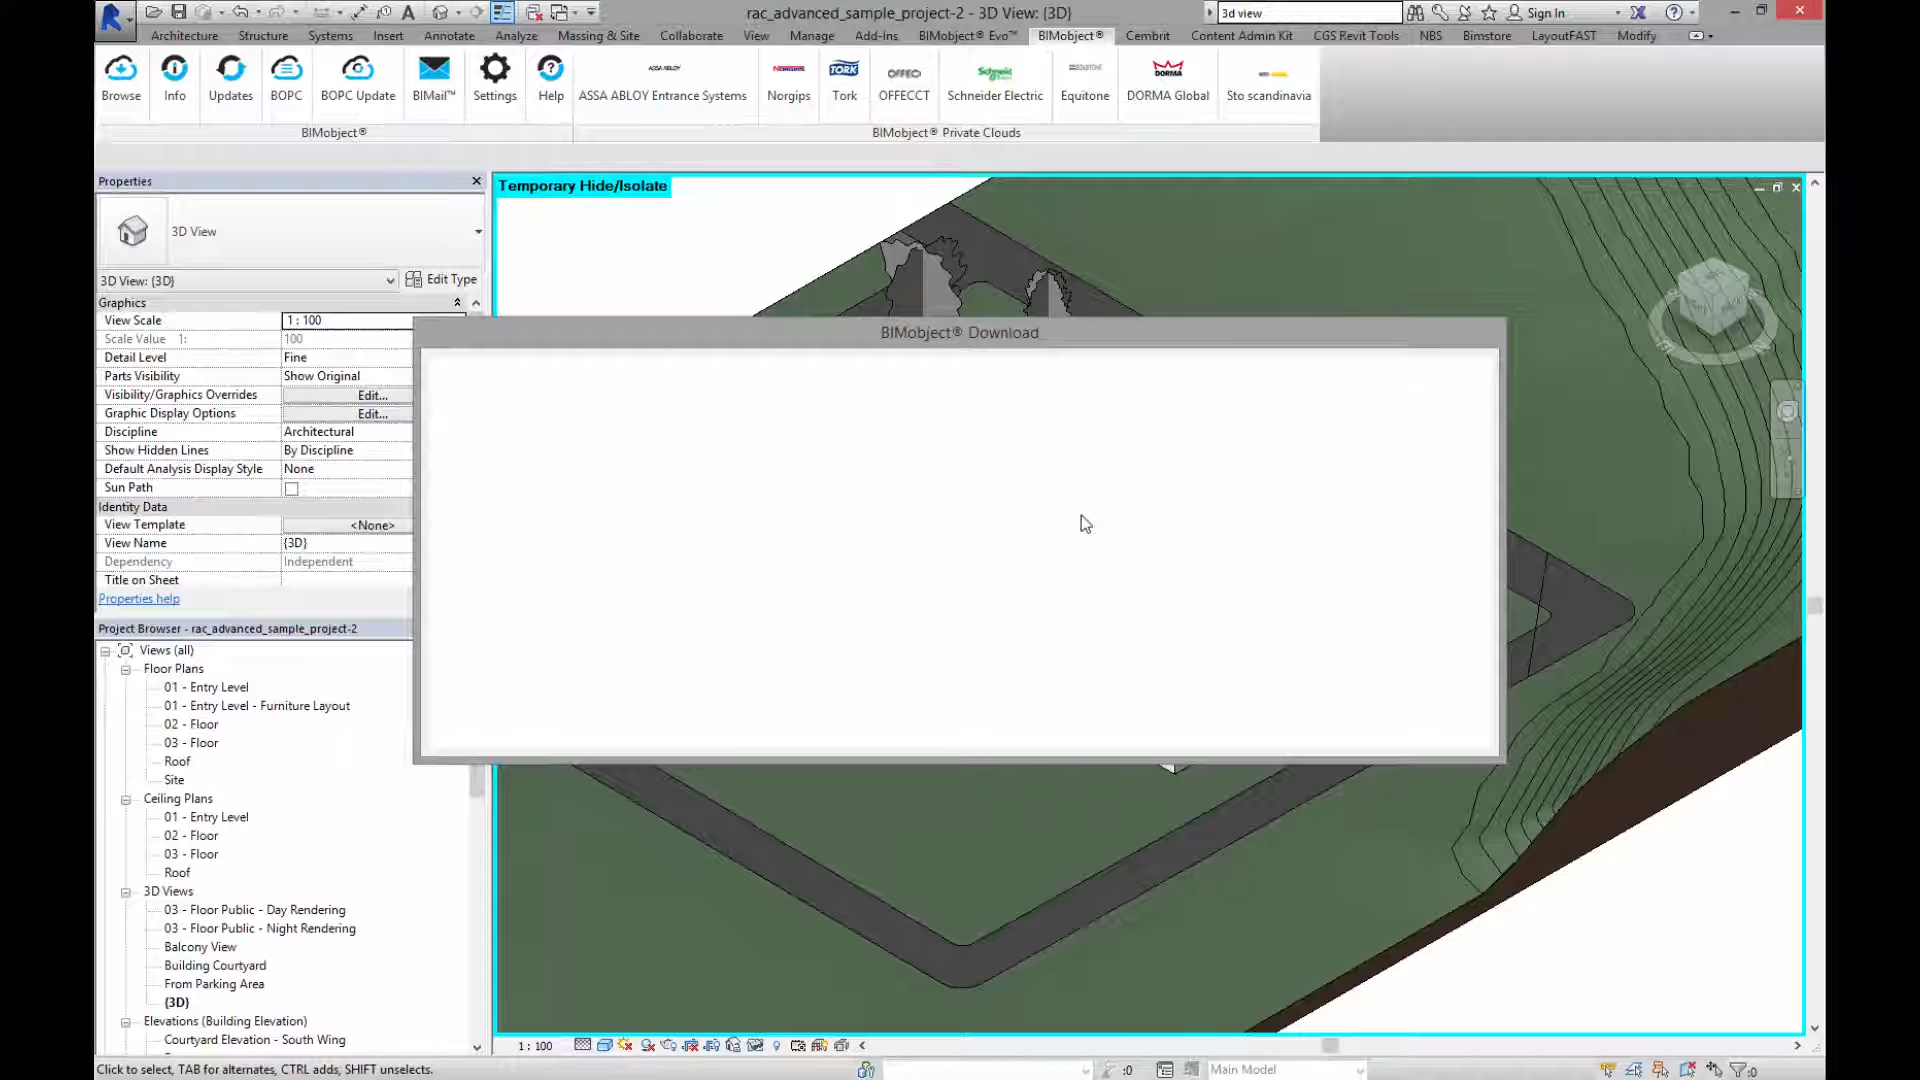 rac_advanced_sample_project-2 - 3D View: {3D}
3d view
Sign In
Architecture Structure Systems Insert Annotate Analyze Massing & Site Collaborate View Manage Add-Ins BIMobject® Evo™ BIMobject® Cembrit Content Admin Kit CGS Revit Tools NBS Bimstore LayoutFAST Modify
ASSA ABLOY NORGIPS TORK OFFECCT Schneider Electric EQUITONE DORMA
Browse Info Updates BOPC BOPC Update BIMail™ Settings Help ASSA ABLOY Entrance Systems Norgips Tork OFFECCT Schneider Electric Equitone DORMA Global Sto scandinavia
BIMobject® BIMobject® Private Clouds
Properties
Temporary Hide/Isolate
3D View
3D View: {3D} Edit Type
Graphics
View Scale 1 : 100
Scale Value 1: 100
BIMobject® Download
Detail Level Fine
Parts Visibility Show Original
Visibility/Graphics Overrides Edit...
Graphic Display Options Edit...
Discipline Architectural
Show Hidden Lines By Discipline
Default Analysis Display Style None
Sun Path
Identity Data
View Template <None>
View Name {3D}
Dependency Independent
Title on Sheet
Properties help
Project Browser - rac_advanced_sample_project-2
Views (all)
Floor Plans
01 - Entry Level
01 - Entry Level - Furniture Layout
02 - Floor
03 - Floor
Roof
Site
Ceiling Plans
01 - Entry Level
02 - Floor
03 - Floor
Roof
3D Views
03 - Floor Public - Day Rendering
03 - Floor Public - Night Rendering
Balcony View
Building Courtyard
From Parking Area
{3D}
Elevations (Building Elevation)
Courtyard Elevation - South Wing
1 : 100
Click to select, TAB for alternates, CTRL adds, SHIFT unselects.
:0
Main Model
:0